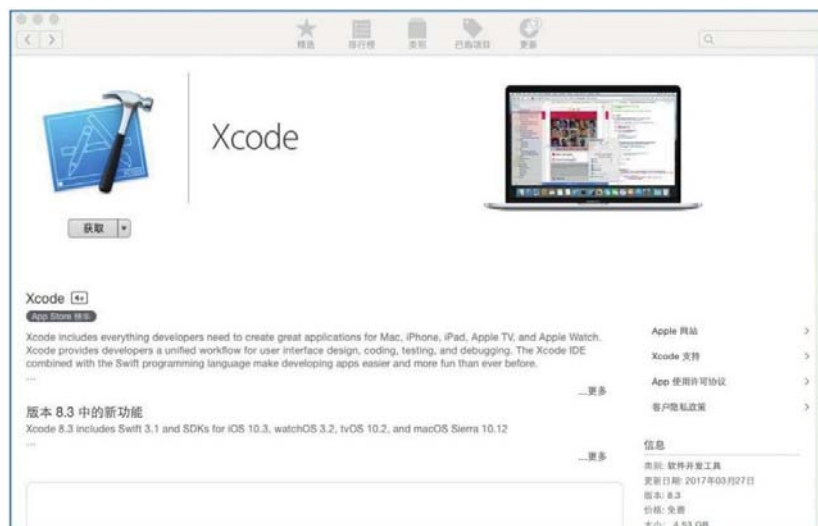 精选 排行榜 类别 已购项目 更新
Xcode
获取
Xcode 4+
App Store 精华
Xcode includes everything developers need to create great applications for Mac, iPhone, iPad, Apple TV, and Apple Watch.
Xcode provides developers a unified workflow for user interface design, coding, testing, and debugging. The Xcode IDE
combined with the Swift programming language make developing apps easier and more fun than ever before.
...
...更多
版本 8.3 中的新功能
Xcode 8.3 includes Swift 3.1 and SDKs for iOS 10.3, watchOS 3.2, tvOS 10.2, and macOS Sierra 10.12
...
...更多
Apple 网站
Xcode 支持
App 使用许可协议
客户隐私政策
信息
类别: 软件开发工具
更新日期: 2017年03月27日
版本: 8.3
价格: 免费
大小: 4.53 GB